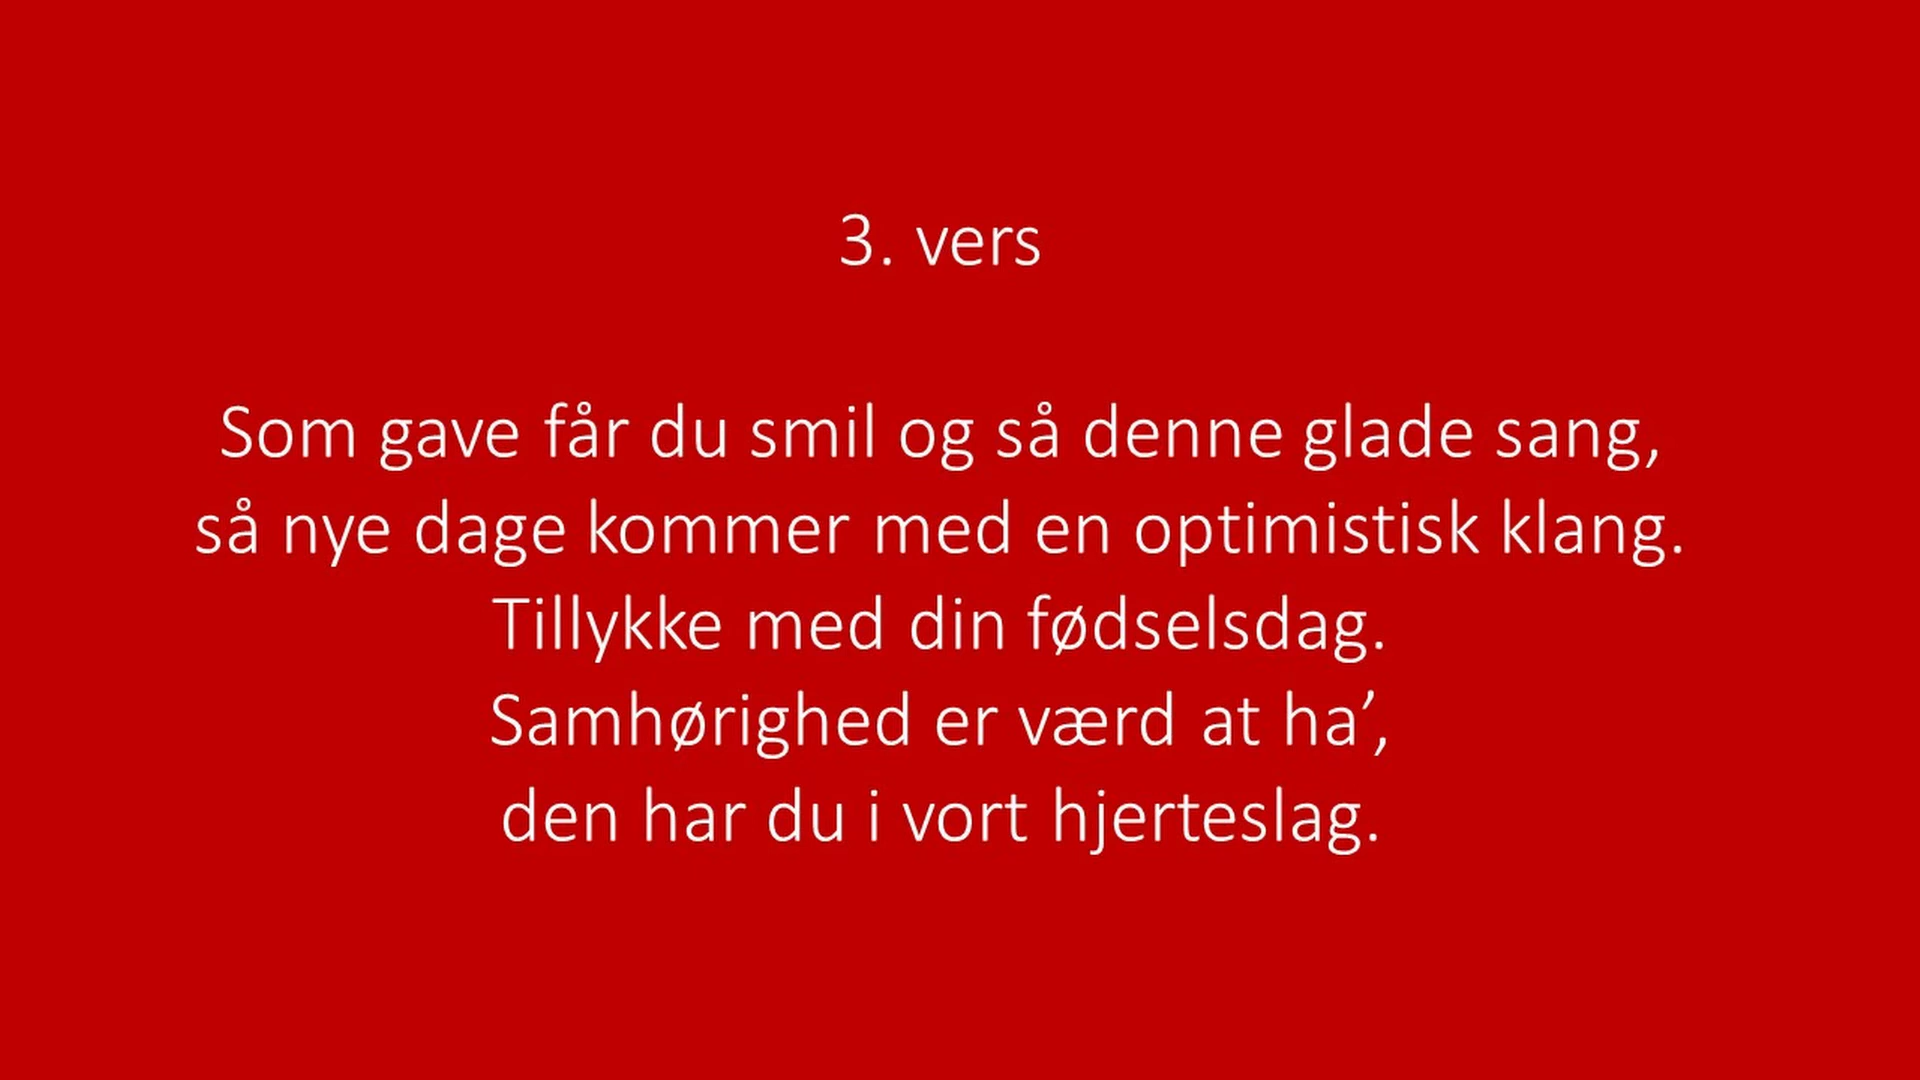 3. vers
Som gave får du smil og så denne glade sang,
så nye dage kommer med en optimistisk klang.
Tillykke med din fødselsdag.
Samhørighed er værd at ha’,
den har du i vort hjerteslag.